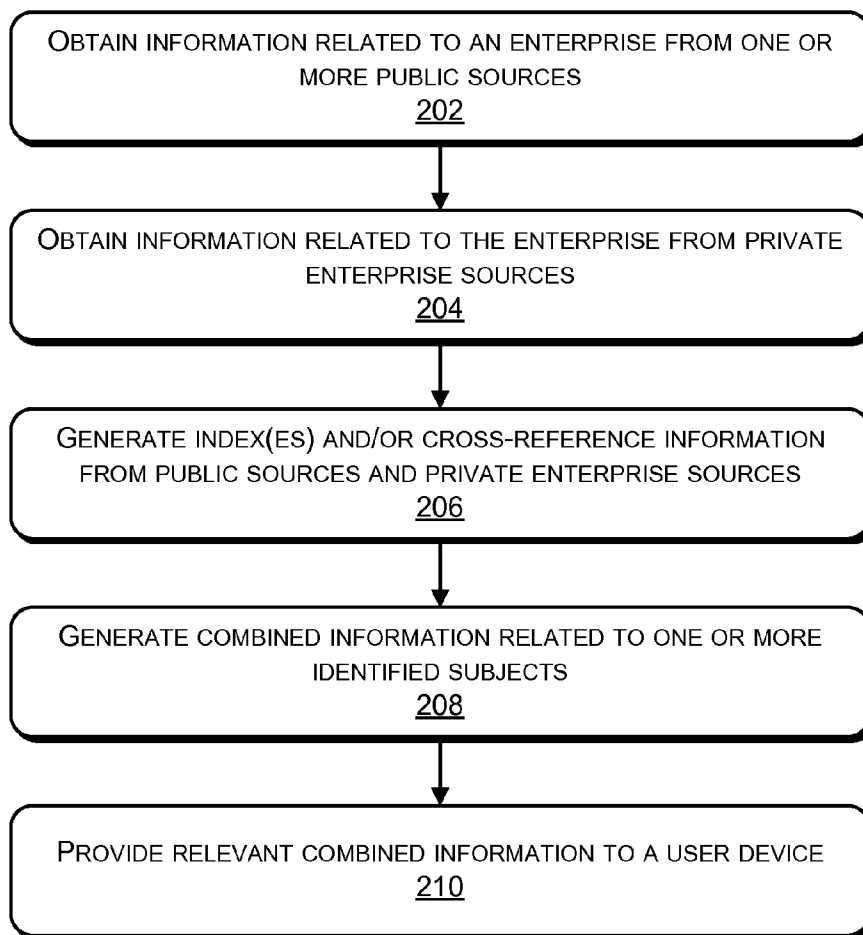 OBTAIN INFORMATION RELATED TO AN ENTERPRISE FROM ONE OR
MORE PUBLIC SOURCES
202
OBTAIN INFORMATION RELATED TO THE ENTERPRISE FROM PRIVATE
ENTERPRISE SOURCES
204
GENERATE INDEX(ES) AND/OR CROSS-REFERENCE INFORMATION
FROM PUBLIC SOURCES AND PRIVATE ENTERPRISE SOURCES
206
GENERATE COMBINED INFORMATION RELATED TO ONE OR MORE
IDENTIFIED SUBJECTS
208
PROVIDE RELEVANT COMBINED INFORMATION TO A USER DEVICE
210